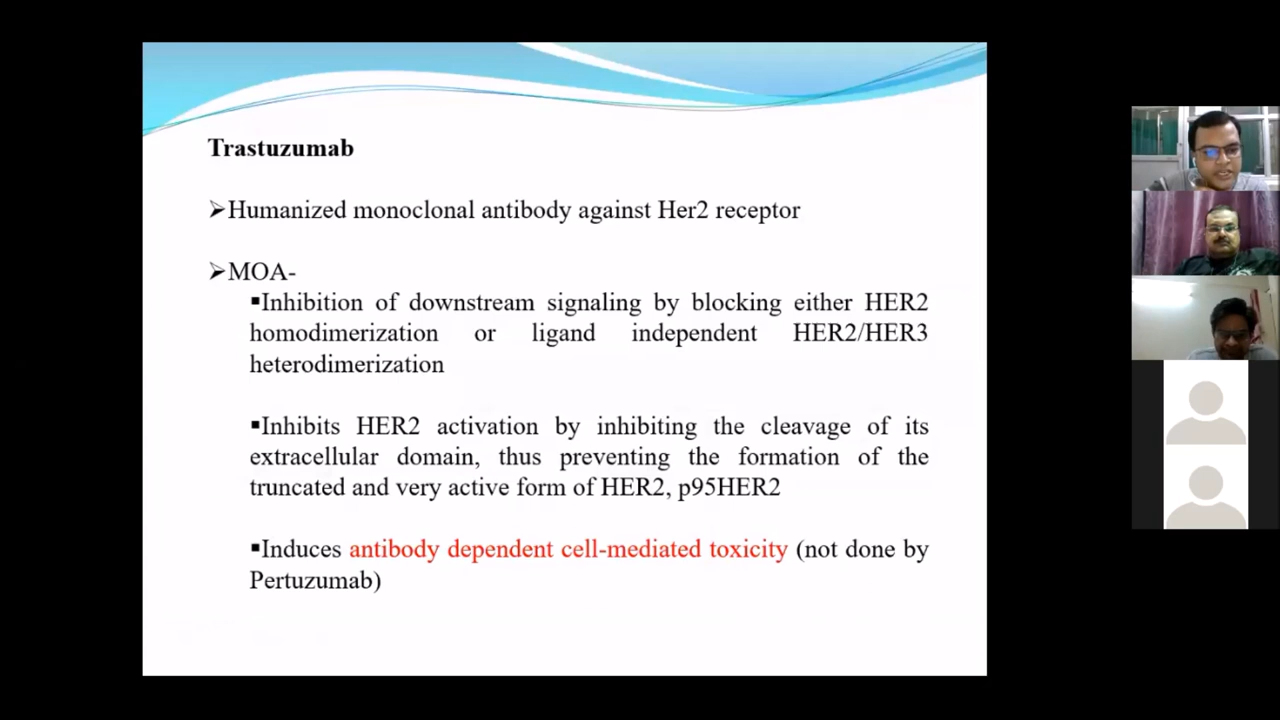 Trastuzumab
➢Humanized monoclonal antibody against Her2 receptor
➢MOA-
▪Inhibition of downstream signaling by blocking either HER2
homodimerization or ligand independent HER2/HER3
heterodimerization
▪Inhibits HER2 activation by inhibiting the cleavage of its
extracellular domain, thus preventing the formation of the
truncated and very active form of HER2, p95HER2
▪Induces antibody dependent cell-mediated toxicity (not done by
Pertuzumab)